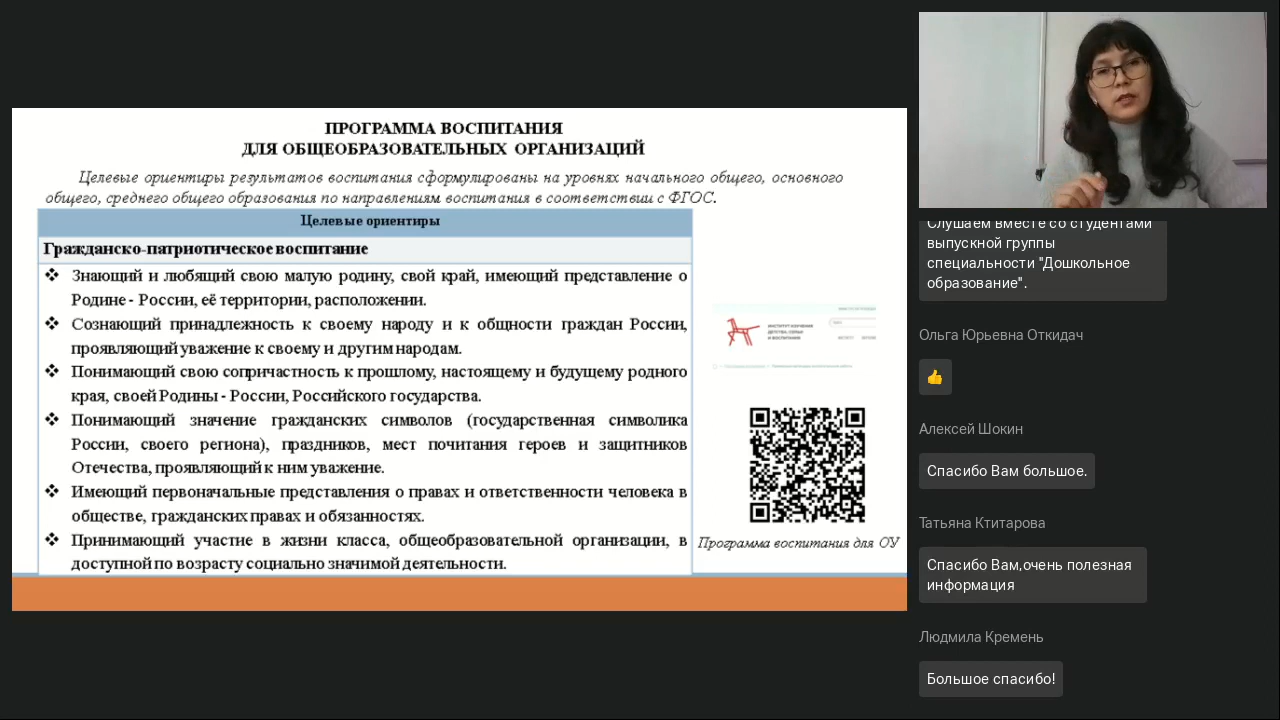 ПРОГРАММА ВОСПИТАНИЯ
ДЛЯ ОБЩЕОБРАЗОВАТЕЛЬНЫХ ОРГАНИЗАЦИЙ
Целевые ориентиры результатов воспитания сформулированы на уровнях начального общего, основного
общего, среднего общего образования по направлениям воспитания в соответствии с ФГОС.
Целевые ориентиры
Гражданско-патриотическое воспитание
❖ Знающий и любящий свою малую родину, свой край, имеющий представление о
Родине - России, её территории, расположении.
❖ Сознающий принадлежность к своему народу и к общности граждан России,
проявляющий уважение к своему и другим народам.
❖ Понимающий свою сопричастность к прошлому, настоящему и будущему родного
края, своей Родины - России, Российского государства.
❖ Понимающий значение гражданских символов (государственная символика
России, своего региона), праздников, мест почитания героев и защитников
Отечества, проявляющий к ним уважение.
❖ Имеющий первоначальные представления о правах и ответственности человека в
обществе, гражданских правах и обязанностях.
❖ Принимающий участие в жизни класса, общеобразовательной организации, в
доступной по возрасту социально значимой деятельности.
ИНСТИТУТ ИЗУЧЕНИЯ
ДЕТСТВА, СЕМЬИ
И ВОСПИТАНИЯ
Программа воспитания для ОУ
Слушаем вместе со студентами
выпускной группы
специальности "Дошкольное
образование".
Ольга Юрьевна Откидач
👍
Алексей Шокин
Спасибо Вам большое.
Татьяна Ктитарова
Спасибо Вам,очень полезная
информация
Людмила Кремень
Большое спасибо!